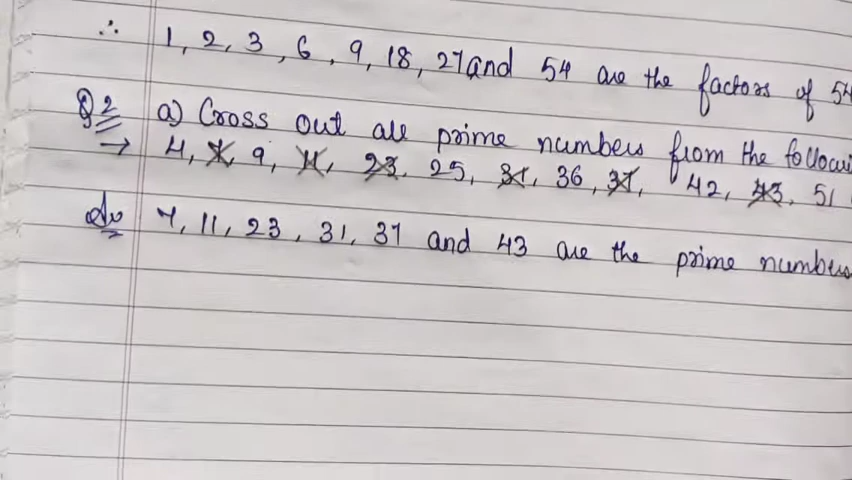 ∴ 1, 2, 3, 6, 9, 18, 27 and 54 are the factors of 54
Q2 a) Cross out all prime numbers from the followi
→ 4, 7, 9, 11, 23, 25, 31, 36, 37, 42, 43, 51
7, 11, 23, 31, 37 and 43 are the prime numbers